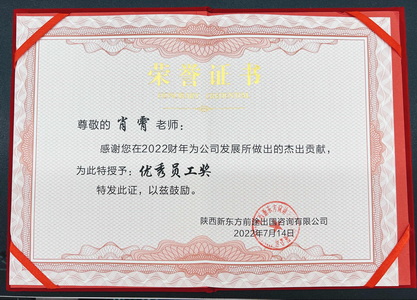 荣誉证书
尊敬的 肖霄 老师：
感谢您在2022财年为公司发展所做出的杰出贡献，
为此特授予：优秀员工奖
特发此证，以兹鼓励。
陕西新东方前途出国咨询有限公司
2022年7月14日